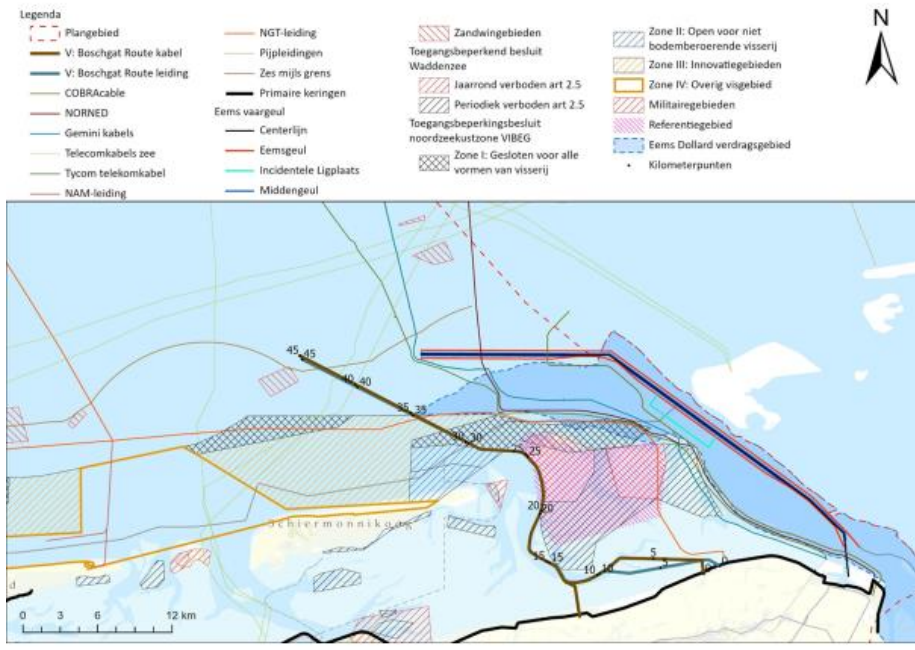 Legenda
Plangebied
V: Boschgat Route kabel
V: Boschgat Route leiding
COBRAcable
NORNED
Gemini kabels
Telecomkabels zee
Tycom telekomkabel
NAM-leiding
NGT-leiding
Pijpleidingen
Zes mijls grens
Primaire keringen
Eems vaargeul
Centerlijn
Eemsgeul
Incidentele Ligplaats
Middengeul
Zandwingebieden
Toegangsbeperkend besluit
Waddenzee
Jaarrond verboden art 2.5
Periodiek verboden art 2.5
Toegangsbeperkingsbesluit
noordzeekustzone VIBEG
Zone I: Gesloten voor alle
vormen van visserij
Zone II: Open voor niet
bodemberoerende visserij
Zone III: Innovatiegebieden
Zone IV: Overig visgebied
Militairegebieden
Referentiegebied
Eems Dollard verdragsgebied
Kilometerpunten
N
45 45
40 40
35 35
30 30
25
20 20
15 15
10 10
5
5
0
Schiermonnikoog
d
0 3 6 12 km